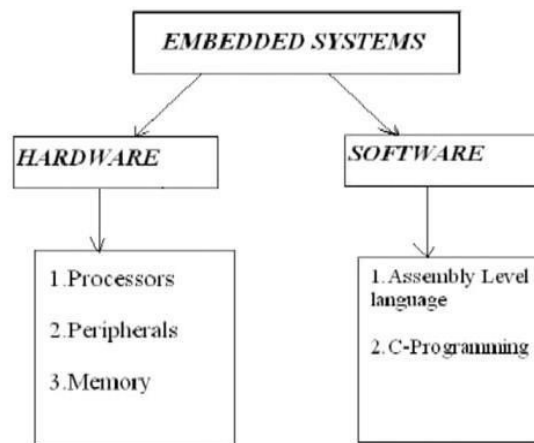 EMBEDDED SYSTEMS
HARDWARE
SOFTWARE
1.Processors
2.Peripherals
3.Memory
1.Assembly Level
language
2.C-Programming